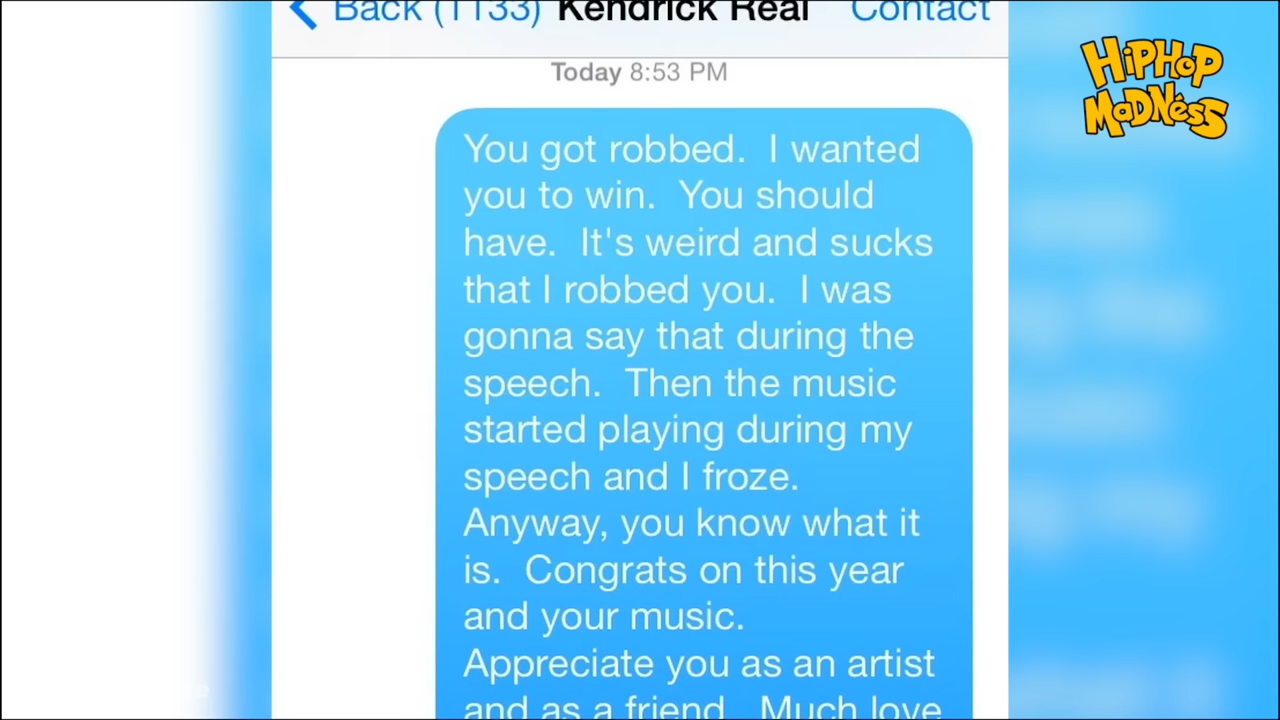 Back (1133) Kendrick Real Contact
HiPHoP
MaDNéss
Today 8:53 PM
You got robbed. I wanted
you to win. You should
have. It's weird and sucks
that I robbed you. I was
gonna say that during the
speech. Then the music
started playing during my
speech and I froze.
Anyway, you know what it
is. Congrats on this year
and your music.
Appreciate you as an artist
and as a friend. Much love